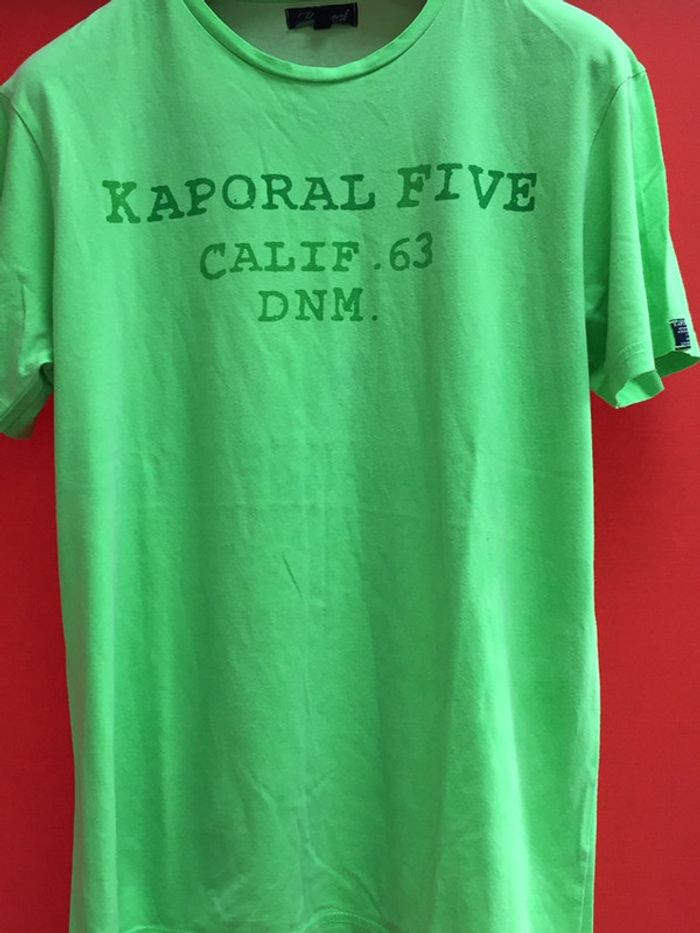 KAPORAL FIVE
CALIF.63
DNM.